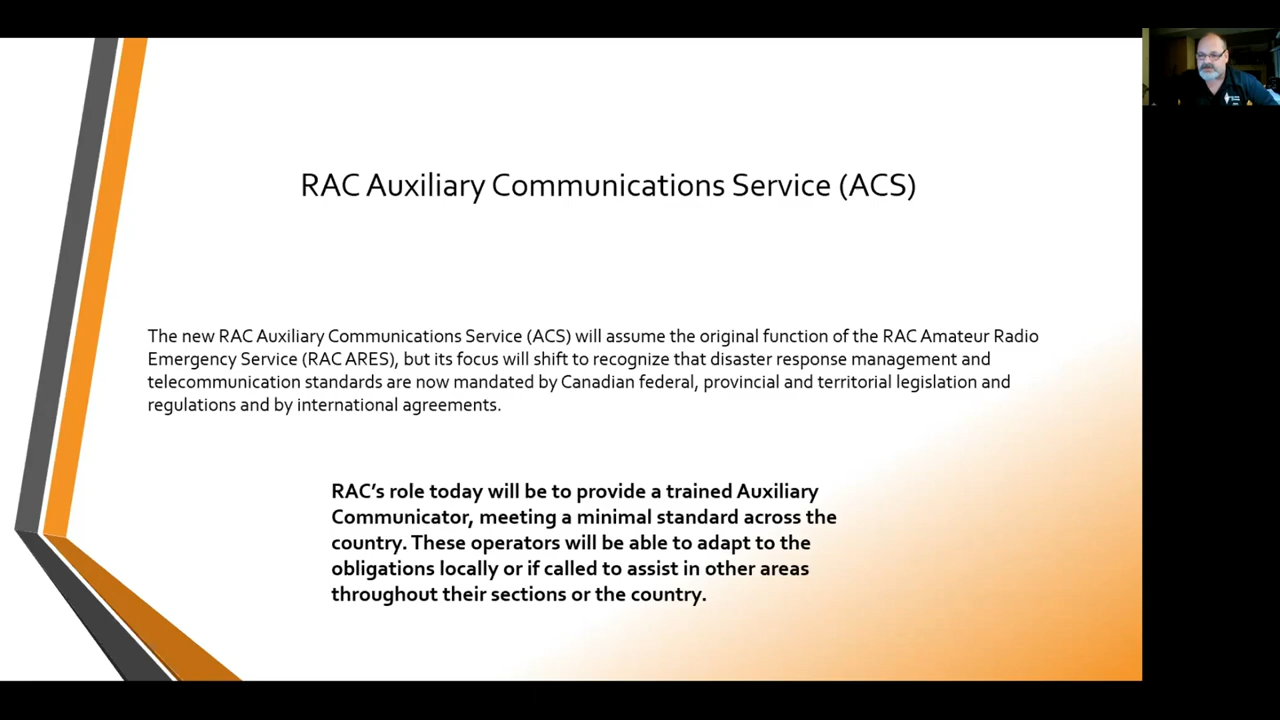 RAC Auxiliary Communications Service (ACS)
The new RAC Auxiliary Communications Service (ACS) will assume the original function of the RAC Amateur Radio
Emergency Service (RAC ARES), but its focus will shift to recognize that disaster response management and
telecommunication standards are now mandated by Canadian federal, provincial and territorial legislation and
regulations and by international agreements.
RAC’s role today will be to provide a trained Auxiliary
Communicator, meeting a minimal standard across the
country. These operators will be able to adapt to the
obligations locally or if called to assist in other areas
throughout their sections or the country.